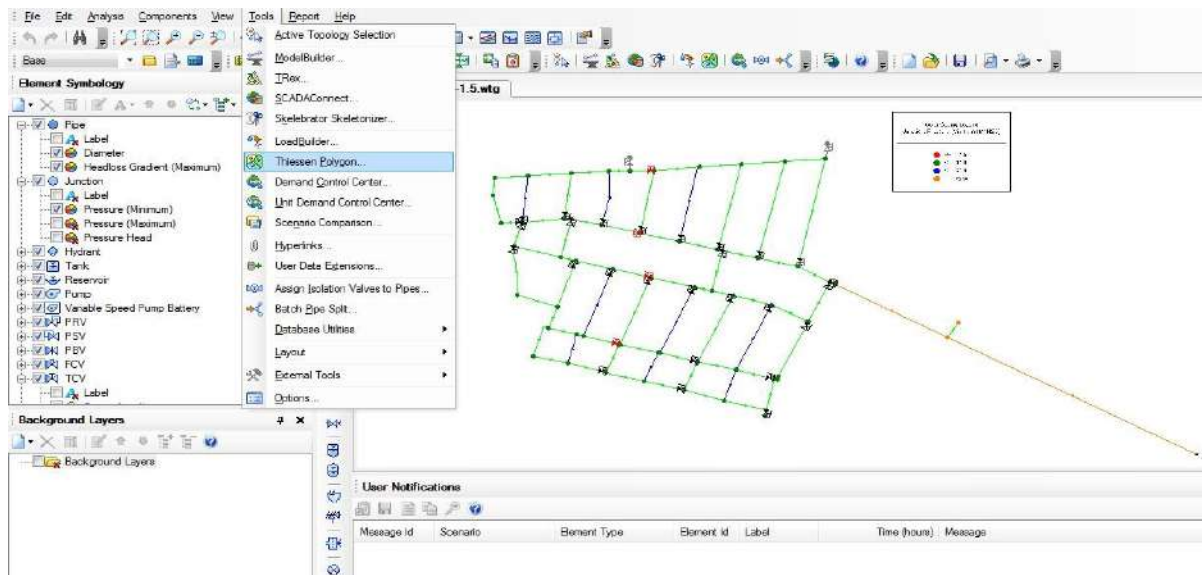 File Edit Analysis Components View Tools Report Help
Base
Element Symbology
Pipe
Label
Diameter
Headloss Gradient (Maximum)
Junction
Label
Pressure (Minimum)
Pressure (Maximum)
Pressure Head
Hydrant
Tank
Reservoir
Pump
Variable Speed Pump Battery
PRV
PSV
PBV
FCV
TCV
Label
Background Layers
Background Layers
Active Topology Selection
ModelBuilder...
TRex...
SCADAConnect...
Skelebrator Skeletonizer...
LoadBuilder...
Thiessen Polygon...
Demand Control Center...
Unit Demand Control Center...
Scenario Comparison...
Hyperlinks...
User Data Extensions...
Assign Isolation Valves to Pipes...
Batch Pipe Split...
Database Utilities
Layout
External Tools
Options...
-1.5.wtg
User Notifications
Message Id Scenario Element Type Element Id Label Time (hours) Message